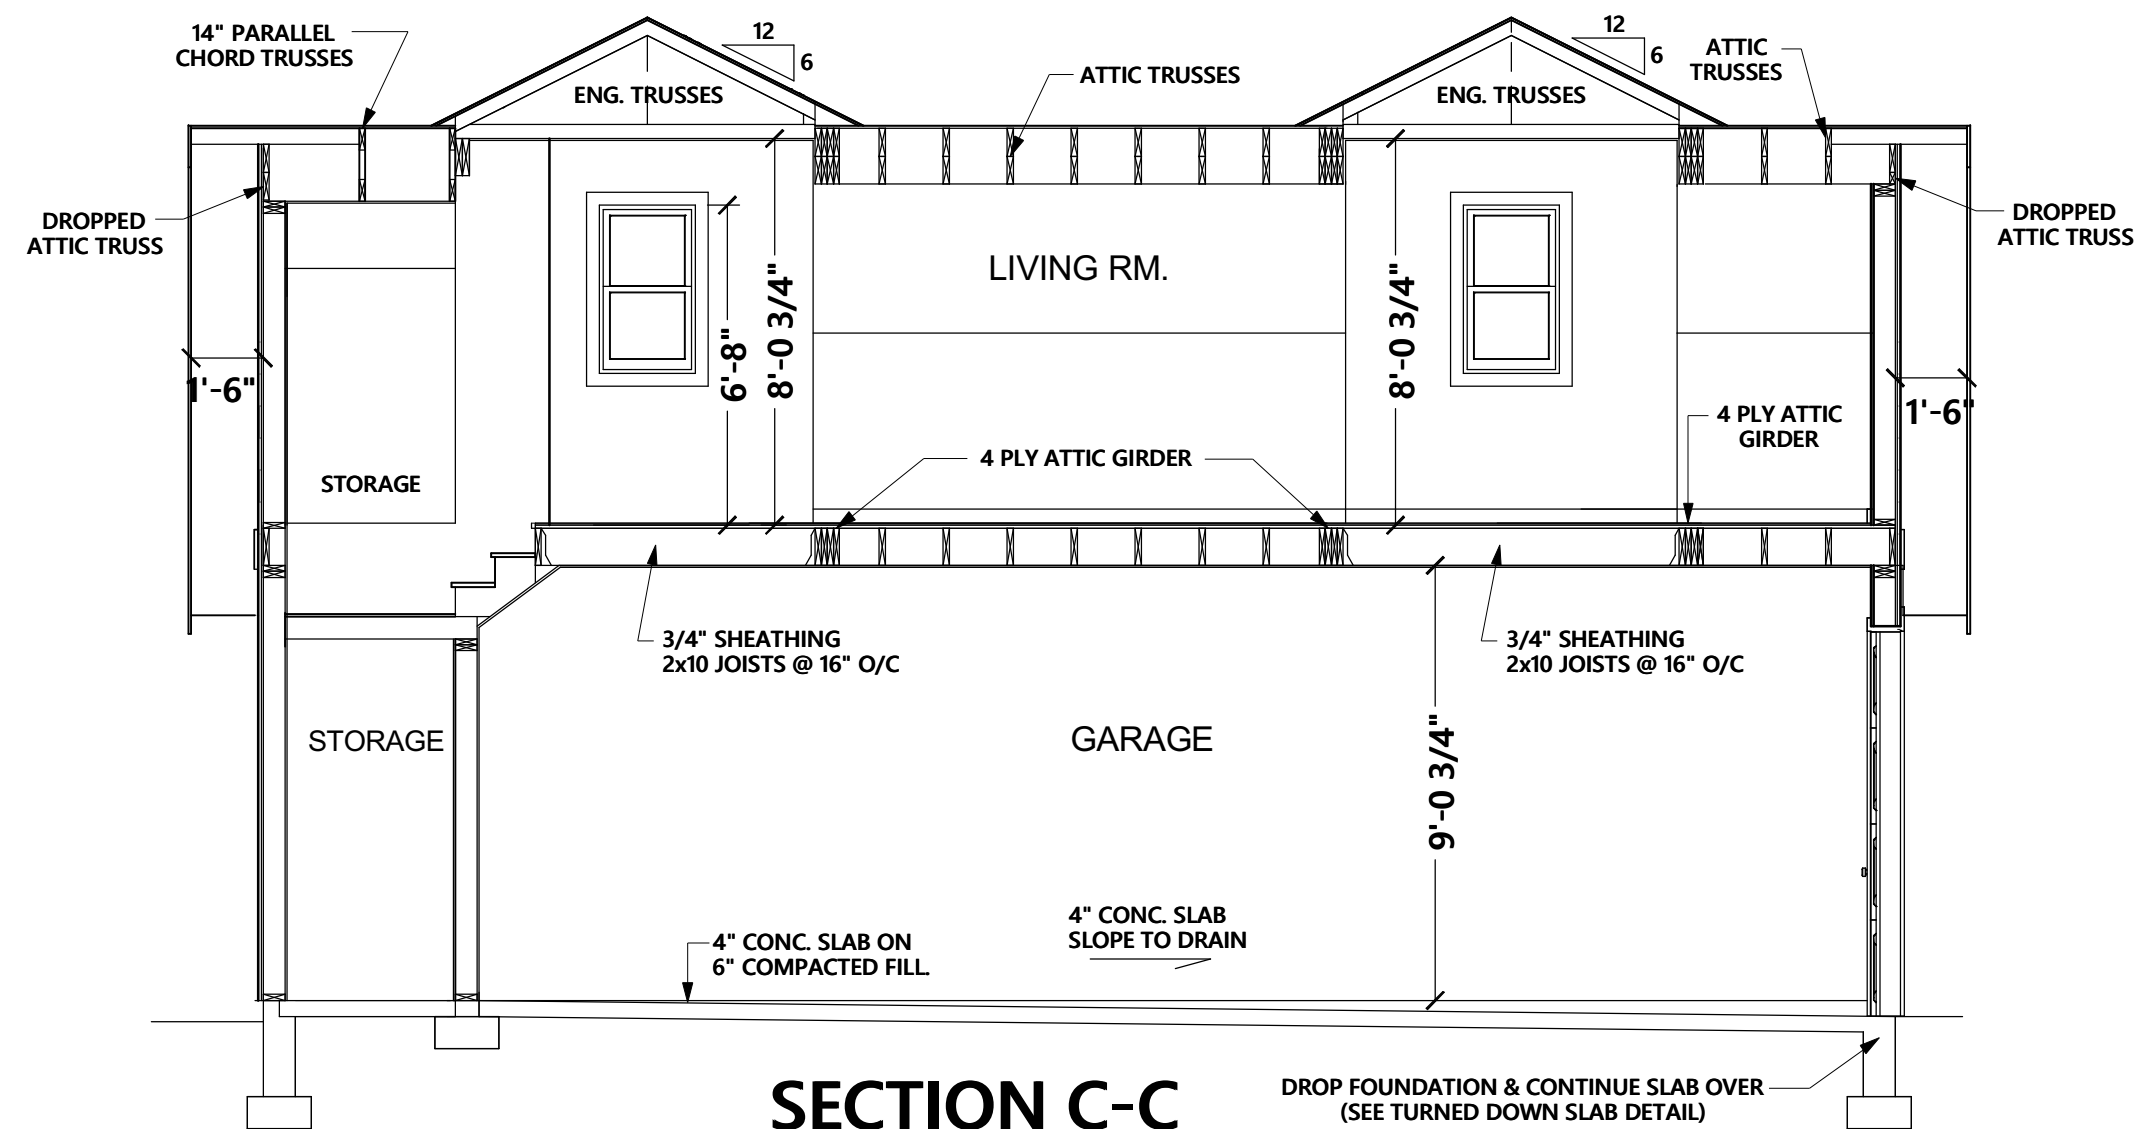 14" PARALLEL
CHORD TRUSSES
12
6
ENG. TRUSSES
ATTIC TRUSSES
12
6
ENG. TRUSSES
ATTIC
TRUSSES
DROPPED
ATTIC TRUSS
DROPPED
ATTIC TRUSS
LIVING RM.
6'-8"
8'-0 3/4"
8'-0 3/4"
1'-6"
1'-6"
4 PLY ATTIC
GIRDER
4 PLY ATTIC GIRDER
STORAGE
3/4" SHEATHING
2x10 JOISTS @ 16" O/C
3/4" SHEATHING
2x10 JOISTS @ 16" O/C
STORAGE
GARAGE
9'-0 3/4"
4" CONC. SLAB ON
6" COMPACTED FILL.
4" CONC. SLAB
SLOPE TO DRAIN
SECTION C-C
DROP FOUNDATION & CONTINUE SLAB OVER
(SEE TURNED DOWN SLAB DETAIL)